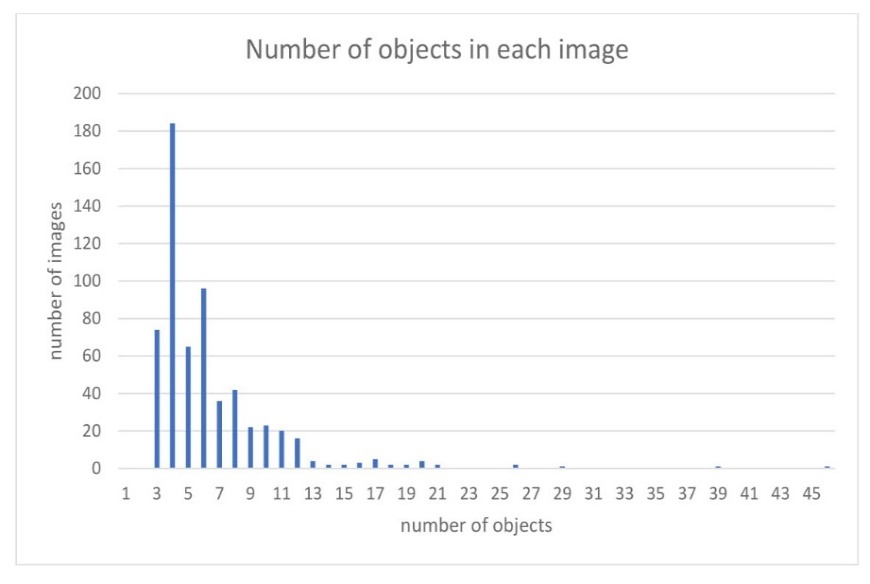 Number of objects in each image
200
180
160
140
120
100
80
60
40
20
0
number of images
1 3 5 7 9 11 13 15 17 19 21 23 25 27 29 31 33 35 37 39 41 43 45
number of objects